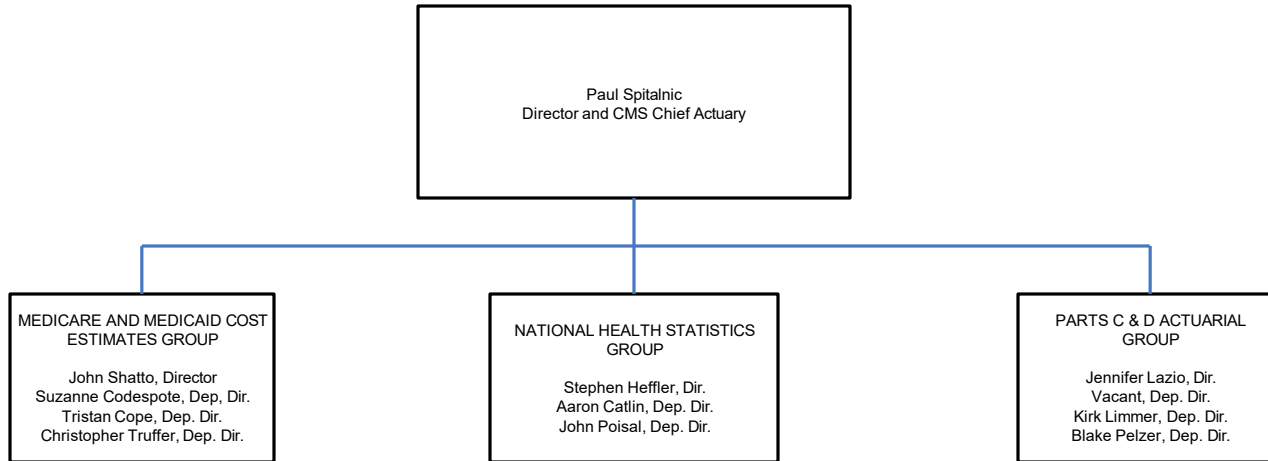 Paul Spitalnic
Director and CMS Chief Actuary
MEDICARE AND MEDICAID COST
ESTIMATES GROUP
John Shatto, Director
Suzanne Codespote, Dep, Dir.
Tristan Cope, Dep. Dir.
Christopher Truffer, Dep. Dir.
NATIONAL HEALTH STATISTICS
GROUP
Stephen Heffler, Dir.
Aaron Catlin, Dep. Dir.
John Poisal, Dep. Dir.
PARTS C & D ACTUARIAL
GROUP
Jennifer Lazio, Dir.
Vacant, Dep. Dir.
Kirk Limmer, Dep. Dir.
Blake Pelzer, Dep. Dir.